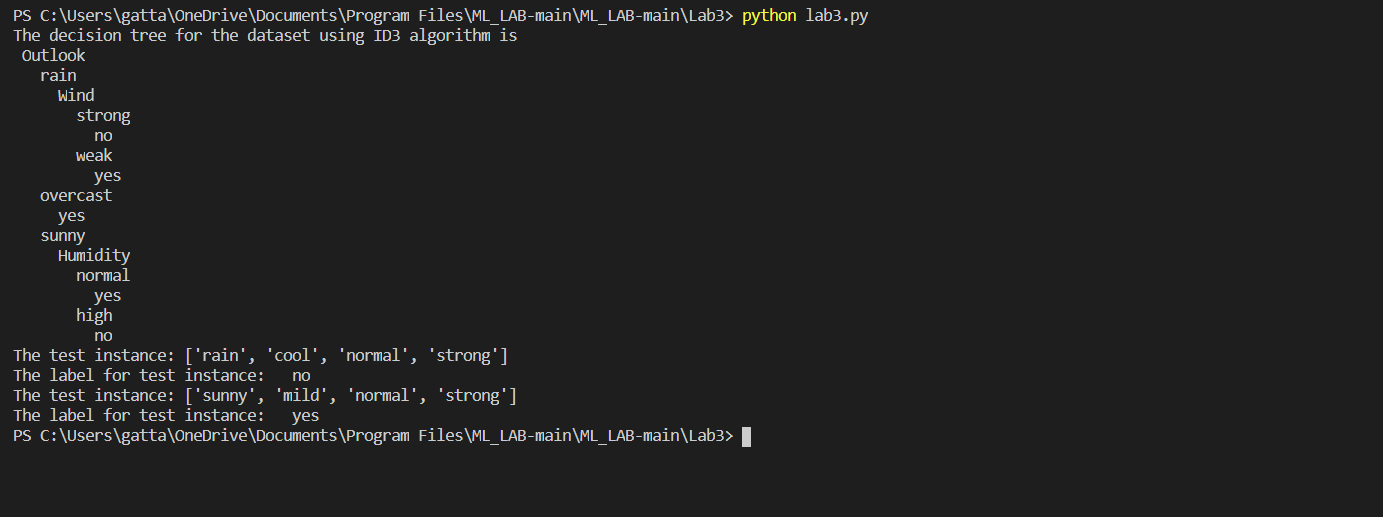 PS C:\Users\gatta\OneDrive\Documents\Program Files\ML_LAB-main\ML_LAB-main\Lab3> python lab3.py
The decision tree for the dataset using ID3 algorithm is
 Outlook
   rain
     Wind
       strong
         no
       weak
         yes
   overcast
     yes
   sunny
     Humidity
       normal
         yes
       high
         no
The test instance: ['rain', 'cool', 'normal', 'strong']
The label for test instance:   no
The test instance: ['sunny', 'mild', 'normal', 'strong']
The label for test instance:   yes
PS C:\Users\gatta\OneDrive\Documents\Program Files\ML_LAB-main\ML_LAB-main\Lab3>